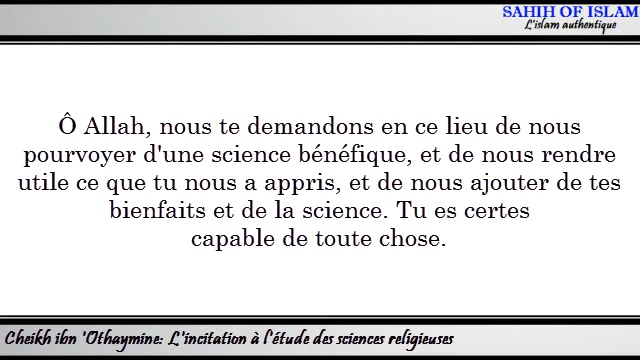 SAHIH OF ISLAM
L'islam authentique
Ô Allah, nous te demandons en ce lieu de nous
pourvoyer d'une science bénéfique, et de nous rendre
utile ce que tu nous a appris, et de nous ajouter de tes
bienfaits et de la science. Tu es certes
capable de toute chose.
Cheikh ibn 'Othaymine: L'incitation à l'étude des sciences religieuses